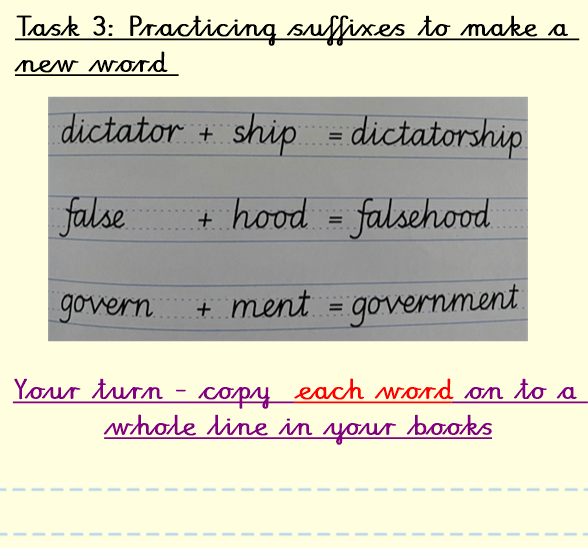 Task 3: Practicing suffixes to make a
new word
dictator + ship = dictatorship
false + hood = falsehood
govern + ment = government
Your turn - copy each word on to a
whole line in your books